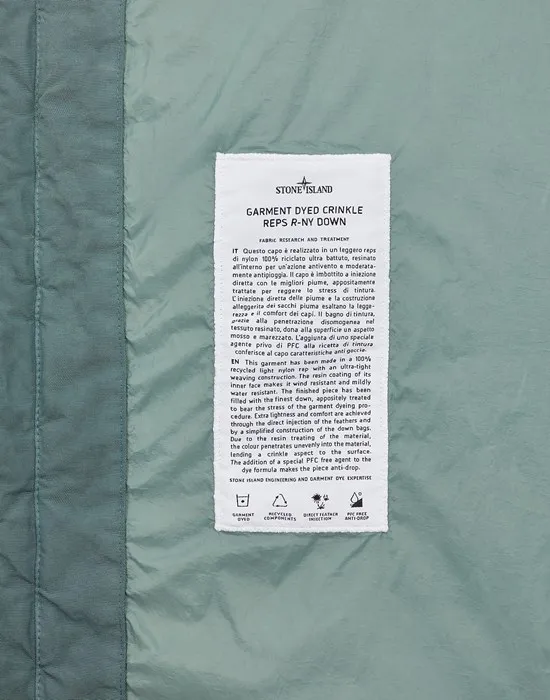 STONE ISLAND
GARMENT DYED CRINKLE
REPS R-NY DOWN
FABRIC RESEARCH AND TREATMENT
IT Questo capo è realizzato in un leggero reps
di nylon 100% riciclato ultra battuto, resinato
all'interno per un'azione antivento e moderata-
mente antipioggia. Il capo è imbottito a iniezione
diretta con le migliori piume, appositamente
trattate per reggere lo stress di tintura.
L'iniezione diretta delle piume e la costruzione
alleggerita dei sacchi piuma esaltano la legge-
rezza e il comfort dei capi. Il bagno di tintura,
grazie alla penetrazione disomogenea nel
tessuto resinato, dona alla superficie un aspetto
mosso e marezzato. L'aggiunta di uno speciale
agente privo di PFC alla ricetta di tintura
conferisce al capo caratteristiche anti goccia.
EN This garment has been made in a 100%
recycled light nylon rep with an ultra-tight
weaving construction. The resin coating of its
inner face makes it wind resistant and mildly
water resistant. The finished piece has been
filled with the finest down, appositely treated
to bear the stress of the garment dyeing pro-
cedure. Extra lightness and comfort are achieved
through the direct injection of the feathers and
by a simplified construction of the down bags.
Due to the resin treating of the material,
the colour penetrates unevenly into the material,
lending a crinkle aspect to the surface.
The addition of a special PFC free agent to the
dye formula makes the piece anti-drop.
STONE ISLAND ENGINEERING AND GARMENT DYE EXPERTISE
GARMENT DYED
RECYCLED COMPONENTS
DIRECT FEATHER INJECTION
PFC FREE ANTI-DROP